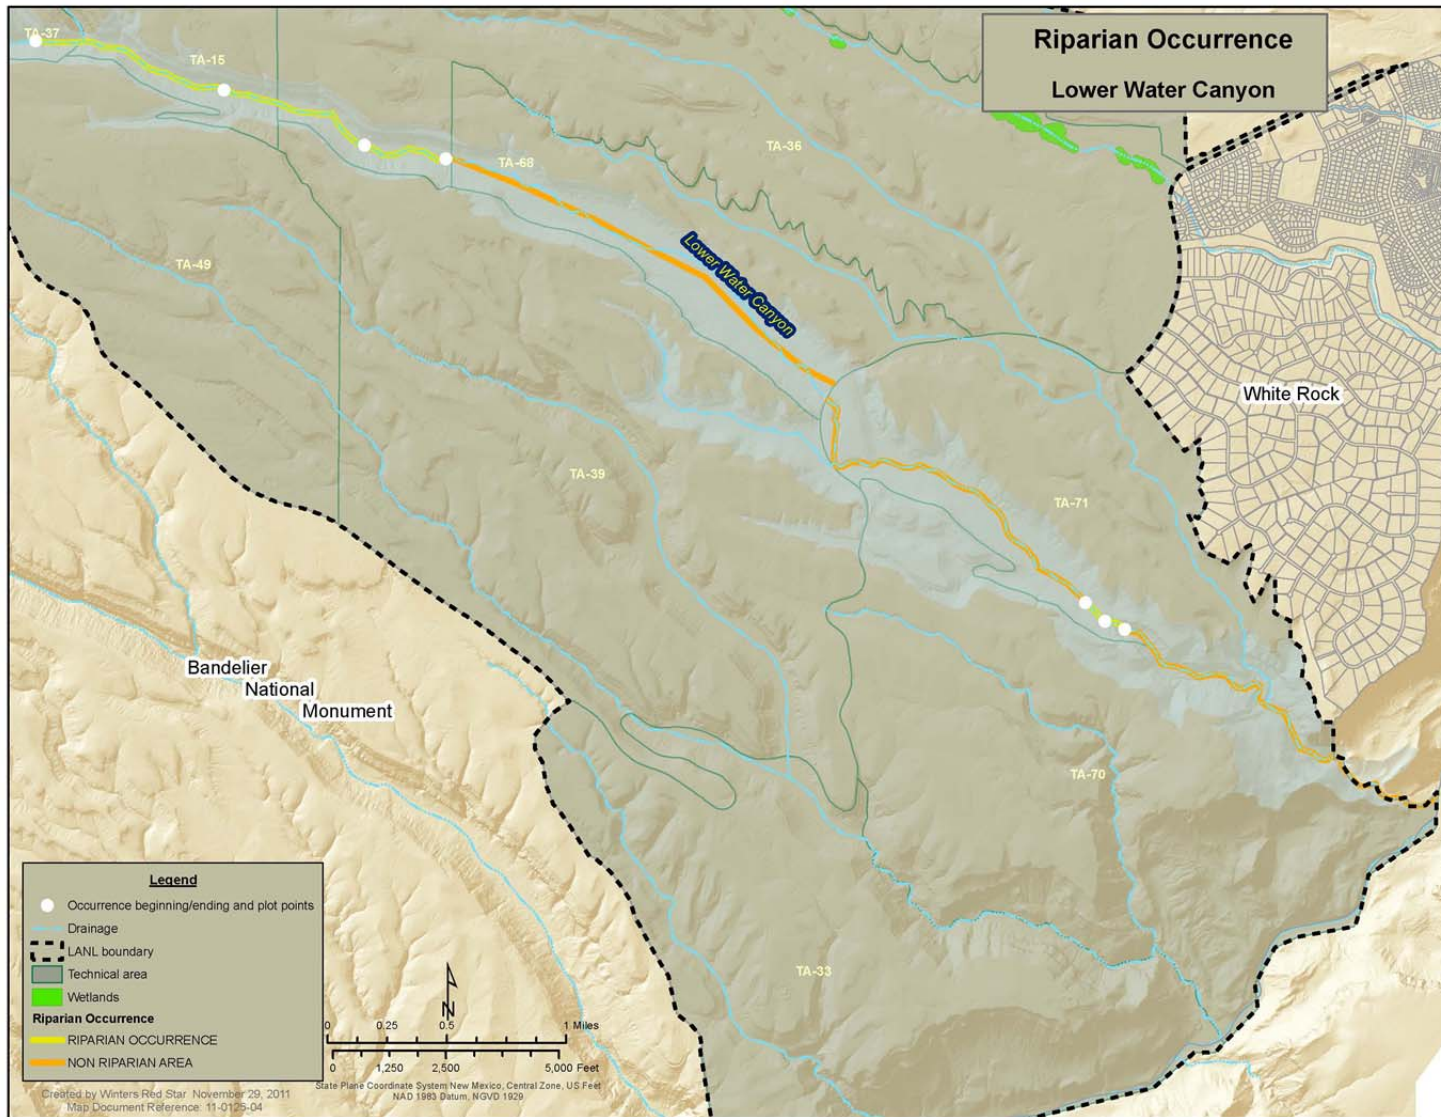 Riparian Occurrence
Lower Water Canyon
TA-37
TA-15
TA-36
TA-68
Lower Water Canyon
TA-49
White Rock
TA-39
TA-71
Bandelier
National
Monument
TA-70
TA-33
Legend
Occurrence beginning/ending and plot points
Drainage
LANL boundary
Technical area
Wetlands
Riparian Occurrence
RIPARIAN OCCURRENCE
NON RIPARIAN AREA
N
0 0.25 0.5 1 Miles
0 1,250 2,500 5,000 Feet
State Plane Coordinate System New Mexico, Central Zone, US Feet
NAD 1983 Datum, NGVD 1929
Created by Winters Red Star November 29, 2011
Map Document Reference: 11-0125-04